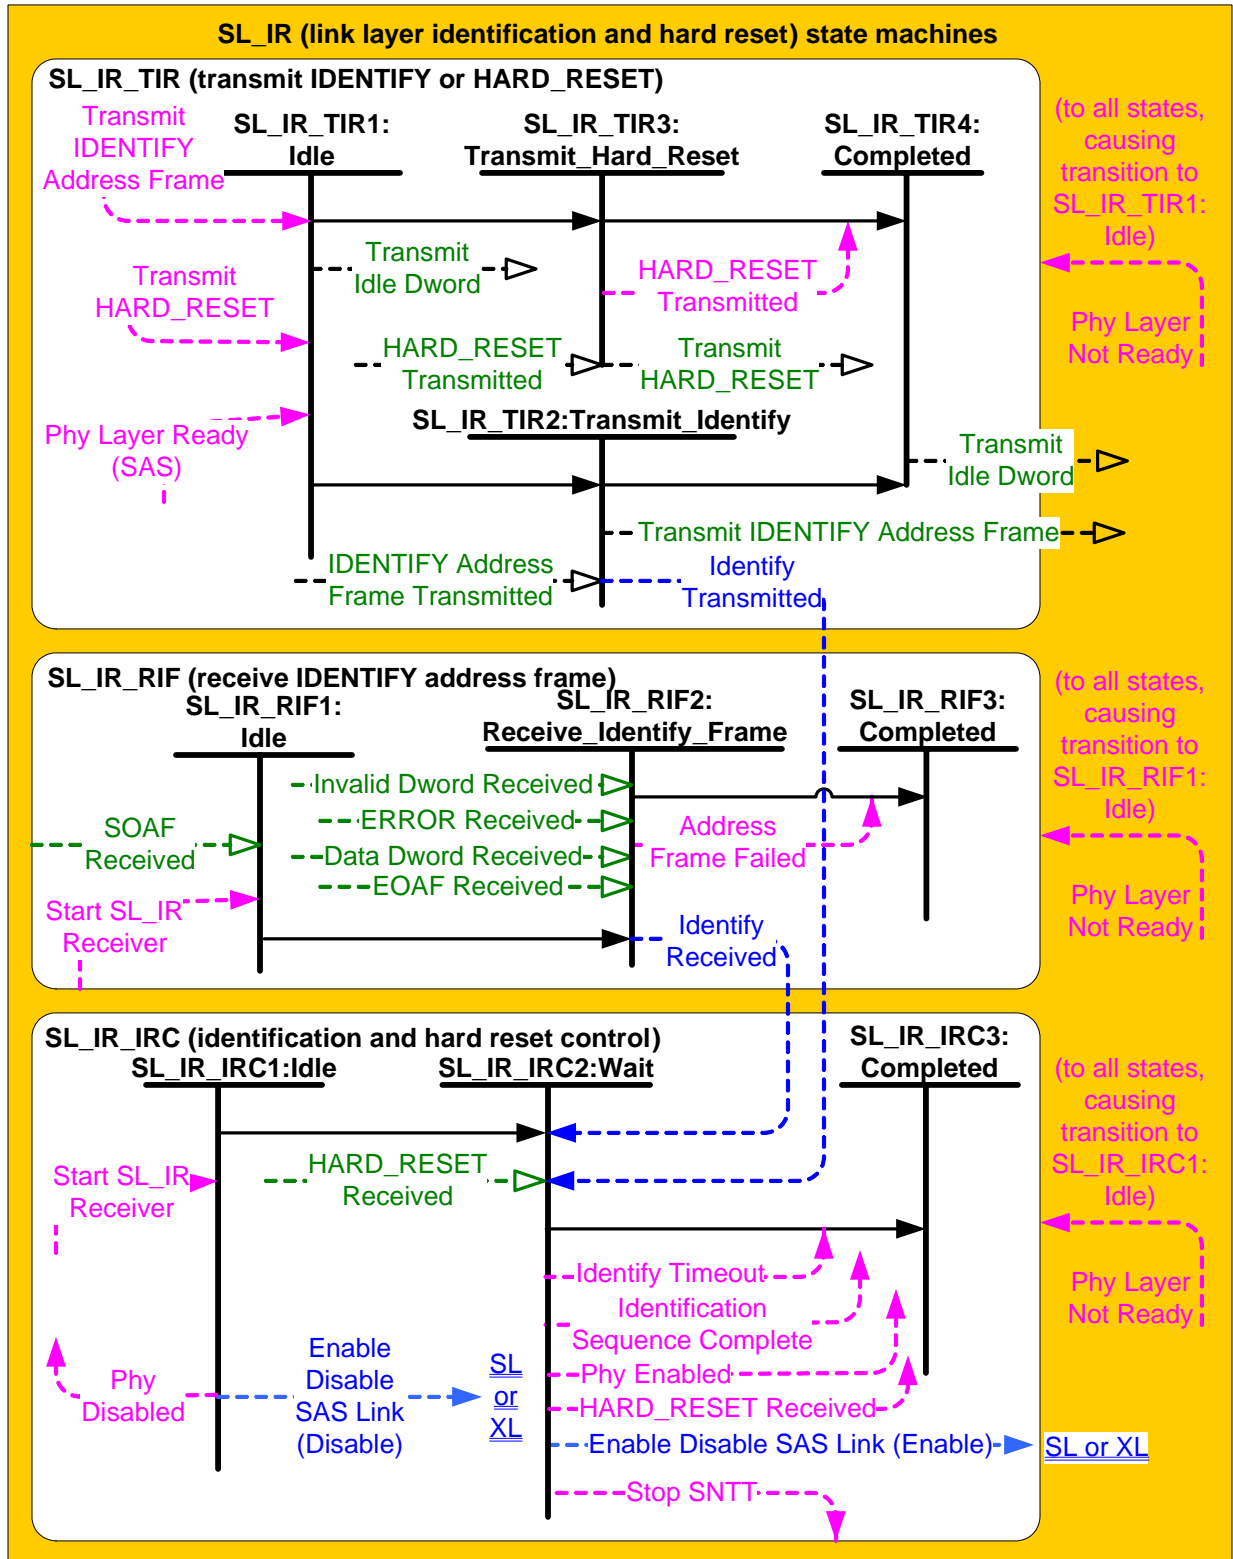 SL_IR (link layer identification and hard reset) state machines
SL_IR_TIR (transmit IDENTIFY or HARD_RESET)
Transmit
IDENTIFY
Address Frame
SL_IR_TIR1:
Idle
SL_IR_TIR3:
Transmit_Hard_Reset
SL_IR_TIR4:
Completed
(to all states,
causing
transition to
SL_IR_TIR1:
Idle)
Transmit
Idle Dword
HARD_RESET
Transmitted
Transmit
HARD_RESET
Phy Layer
Not Ready
HARD_RESET
Transmitted
Transmit
HARD_RESET
SL_IR_TIR2:Transmit_Identify
Phy Layer Ready
(SAS)
Transmit
Idle Dword
Transmit IDENTIFY Address Frame
IDENTIFY Address
Frame Transmitted
Identify
Transmitted
SL_IR_RIF (receive IDENTIFY address frame)
SL_IR_RIF1:
Idle
SL_IR_RIF2:
Receive_Identify_Frame
SL_IR_RIF3:
Completed
(to all states,
causing
transition to
SL_IR_RIF1:
Idle)
Invalid Dword Received
ERROR Received
Data Dword Received
EOAF Received
SOAF
Received
Address
Frame Failed
Start SL_IR
Receiver
Identify
Received
Phy Layer
Not Ready
SL_IR_IRC (identification and hard reset control)
SL_IR_IRC1:Idle
SL_IR_IRC2:Wait
SL_IR_IRC3:
Completed
(to all states,
causing
transition to
SL_IR_IRC1:
Idle)
Start SL_IR
Receiver
HARD_RESET
Received
Identify Timeout
Identification
Sequence Complete
Phy Layer
Not Ready
Phy
Disabled
Enable
Disable
SAS Link
(Disable)
SL
or
XL
Phy Enabled
HARD_RESET Received
Enable Disable SAS Link (Enable)
SL or XL
Stop SNTT